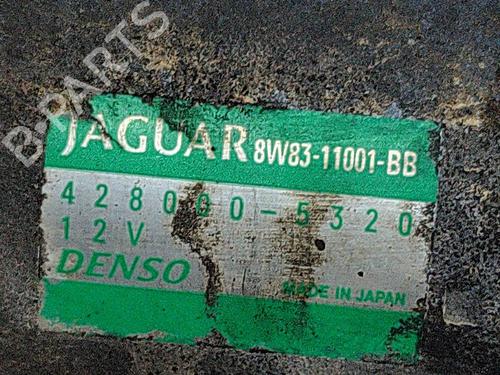 B-PARTS
JAGUAR 8W83-11001-BB
428000-5320
12V
DENSO
MADE IN JAPAN